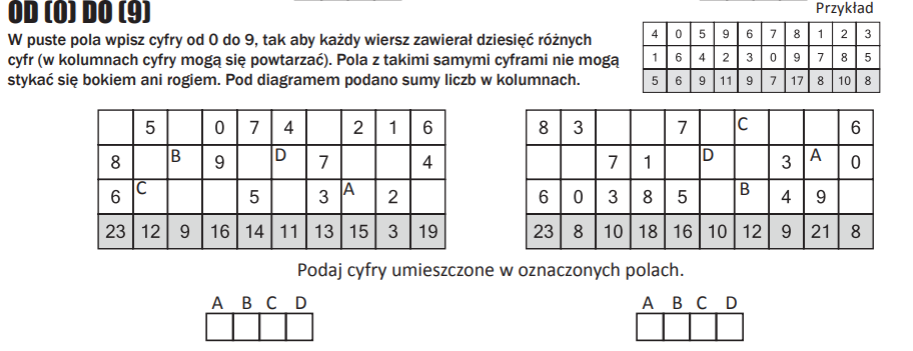 OD (0) DO (9)
Przykład
W puste pola wpisz cyfry od 0 do 9, tak aby każdy wiersz zawierał dziesięć różnych
cyfr (w kolumnach cyfry mogą się powtarzać). Pola z takimi samymi cyframi nie mogą
stykać się bokiem ani rogiem. Pod diagramem podano sumy liczb w kolumnach.
4 0 5 9 6 7 8 1 2 3
1 6 4 2 3 0 9 7 8 5
5 6 9 11 9 7 17 8 10 8
5 0 7 4 2 1 6
8 B 9 D 7 4
6 C 5 3 A 2
23 12 9 16 14 11 13 15 3 19
8 3 7 C 6
7 1 D 3 A 0
6 0 3 8 5 B 4 9
23 8 10 18 16 10 12 9 21 8
Podaj cyfry umieszczone w oznaczonych polach.
A B C D
A B C D